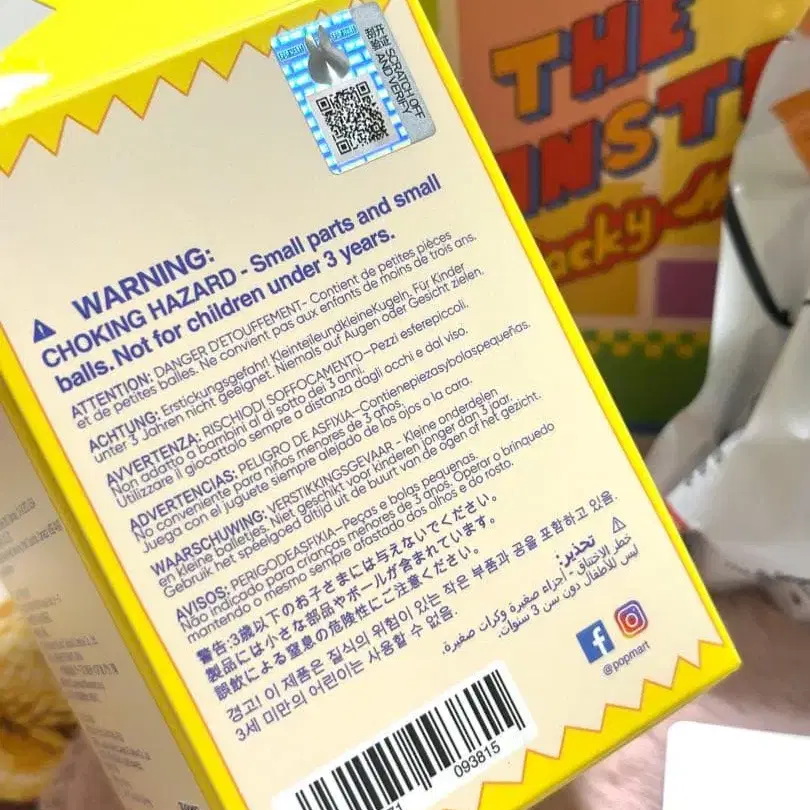 刮开
验证
SCRATCH OFF
AND VERIFY
THE
Wacky M
WARNING:
CHOKING HAZARD - Small parts and small
balls. Not for children under 3 years.
ATTENTION: DANGER D'ETOUFFEMENT- Contient de petites pièces
et de petites balles. Ne convient pas aux enfants de moins de trois ans.
ACHTUNG: Erstickungsgefahr! KleinteileundkleineKugeln. Für Kinder
unter 3 Jahren nicht geeignet. Niemals auf Augen oder Gesicht zielen.
AVVERTENZA: RISCHIODI SOFFOCAMENTO-Pezzi esferepiccoli.
Non adatto a bambini al di sotto dei 3 anni.
Utilizzare il giocattolo sempre a distanza dagli occhi e dal viso.
ADVERTENCIAS: PELIGRO DE ASFIXIA-Contienepiezasybolaspequeñas.
No conveniente para niños menores de 3 años.
Juega con el juguete siempre alejado de los ojos o la cara.
WAARSCHUWING: VERSTIKKINGSGEVAAR - Kleine onderdelen
en kleine balletjes. Niet geschikt voor kinderen jonger dan 3 jaar.
Gebruik het speelgoed altijd uit de buurt van de ogen of het gezicht.
AVISOS: PERIGODEASFIXIA-Peças e bolas pequenas
Não indicado para crianças menores de 3 anos. Operar o brinquedo
mantendo o mesmo sempre afastado dos olhos e do rosto.
警告:3歳以下のお子さまには与えないでください。
製品には小さな部品やボールが含まれています。
誤飲による窒息の危険性にご注意ください。
경고! 이 제품은 질식의 위험이 있는 작은 부품과 공을 포함하고 있음.
3세 미만의 어린이는 사용할 수 없음.
تحذير:
خطر الاختناق - أجزاء صغيرة وكرات صغيرة.
ليس للأطفال دون سن 3 سنوات.
@popmart
093815